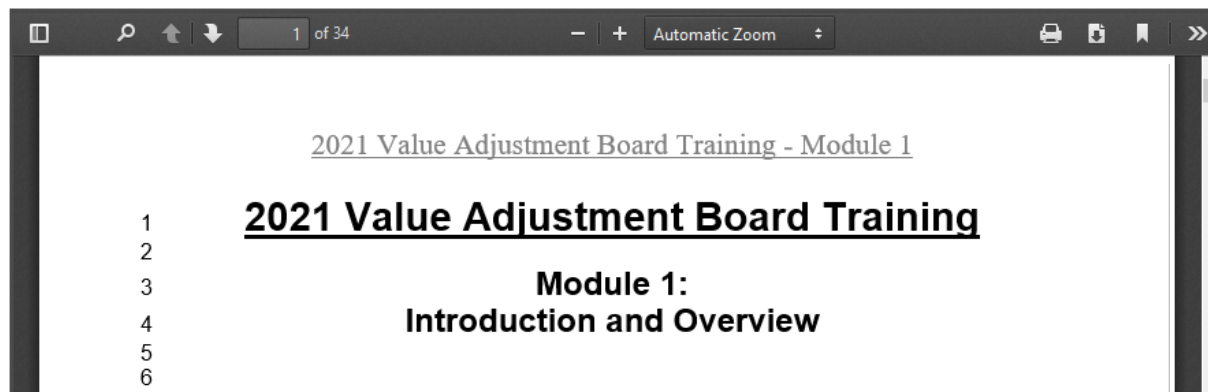 1 of 34 Automatic Zoom
2021 Value Adjustment Board Training - Module 1
1 2021 Value Adjustment Board Training
2
3 Module 1:
4 Introduction and Overview
5
6